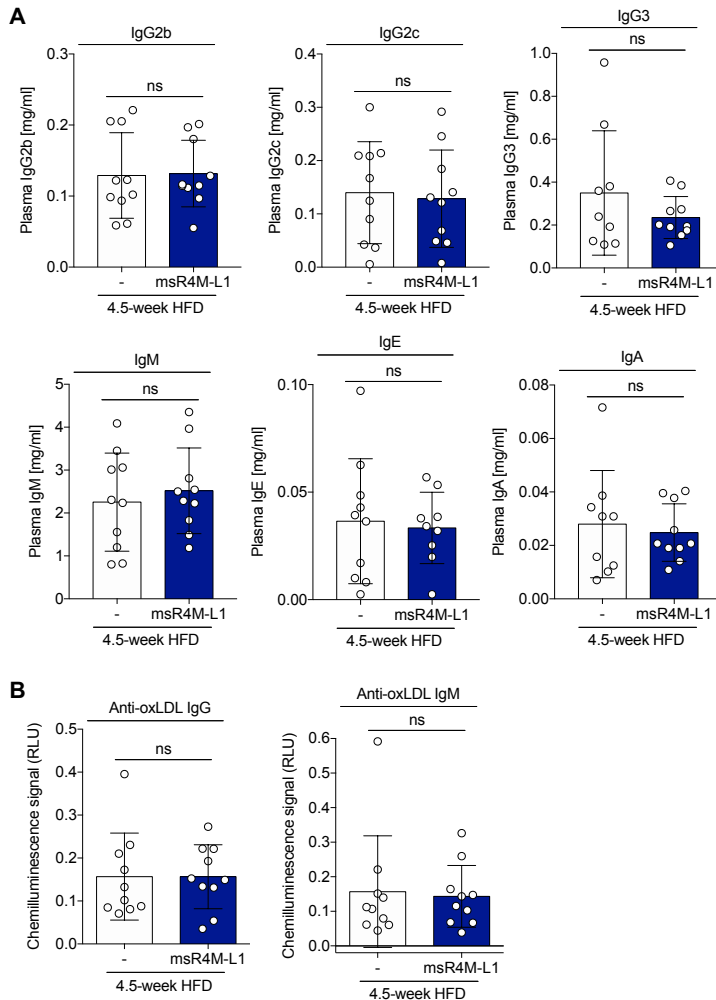 A
IgG2b
ns
Plasma IgG2b [mg/ml]
0.3
0.2
0.1
0.0
-
msR4M-L1
4.5-week HFD
IgG2c
ns
Plasma IgG2c [mg/ml]
0.4
0.3
0.2
0.1
0.0
-
msR4M-L1
4.5-week HFD
IgG3
ns
Plasma IgG3 [mg/ml]
1.0
0.8
0.6
0.4
0.2
0.0
-
msR4M-L1
4.5-week HFD
IgM
ns
Plasma IgM [mg/ml]
5
4
3
2
1
0
-
msR4M-L1
4.5-week HFD
IgE
ns
Plasma IgE [mg/ml]
0.10
0.05
0.00
-
msR4M-L1
4.5-week HFD
IgA
ns
Plasma IgA [mg/ml]
0.08
0.06
0.04
0.02
0.00
-
msR4M-L1
4.5-week HFD
B
Anti-oxLDL IgG
ns
Chemilluminescence signal (RLU)
0.5
0.4
0.3
0.2
0.1
0.0
-
msR4M-L1
4.5-week HFD
Anti-oxLDL IgM
ns
Chemilluminescence signal (RLU)
0.6
0.5
0.4
0.3
0.2
0.1
0.0
-
msR4M-L1
4.5-week HFD